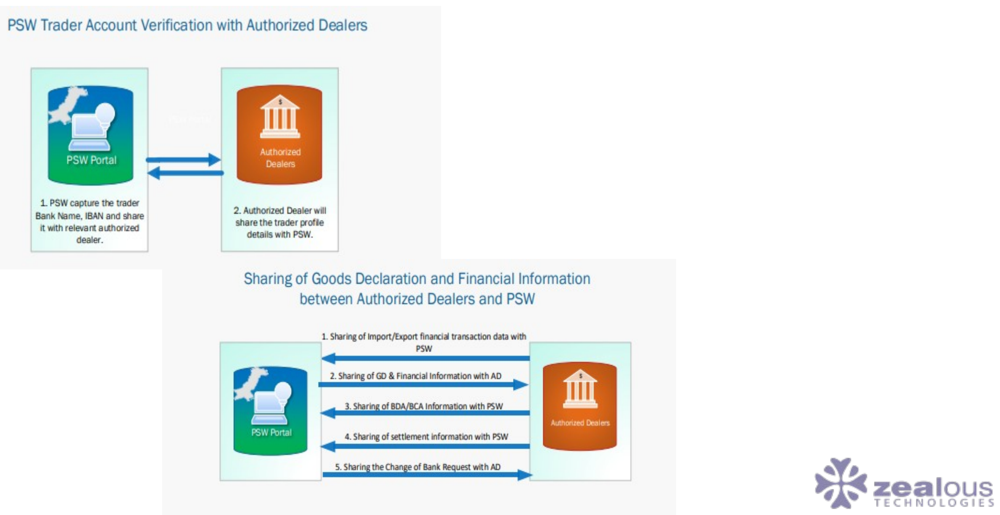 PSW Trader Account Verification with Authorized Dealers
$
PSW Portal
Authorized
Dealers
1. PSW capture the trader
Bank Name, IBAN and share
it with relevant authorized
dealer.
2. Authorized Dealer will
share the trader profile
details with PSW.
Sharing of Goods Declaration and Financial Information
between Authorized Dealers and PSW
1. Sharing of Import/Export financial transaction data with
PSW
2. Sharing of GD & Financial Information with AD
3. Sharing of BDA/BCA Information with PSW
4. Sharing of settlement information with PSW
5. Sharing the Change of Bank Request with AD
PSW Portal
$
Authorized Dealers
zealous
TECHNOLOGIES